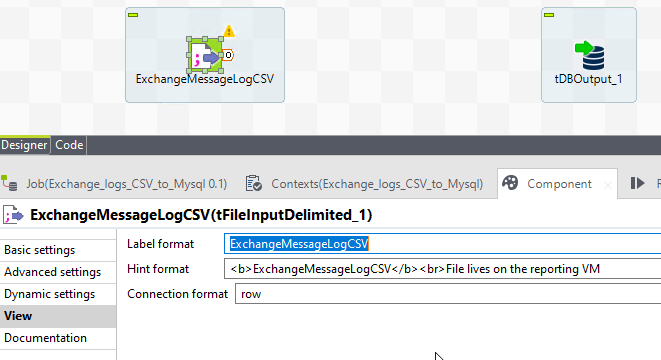 ExchangeMessageLogCSV
tDBOutput_1
Designer Code
Job(Exchange_logs_CSV_to_Mysql 0.1) Contexts(Exchange_logs_CSV_to_Mysql) Component
ExchangeMessageLogCSV(tFileInputDelimited_1)
Basic settings
Advanced settings
Dynamic settings
View
Documentation
Label format ExchangeMessageLogCSV
Hint format <b>ExchangeMessageLogCSV</b><br>File lives on the reporting VM
Connection format row